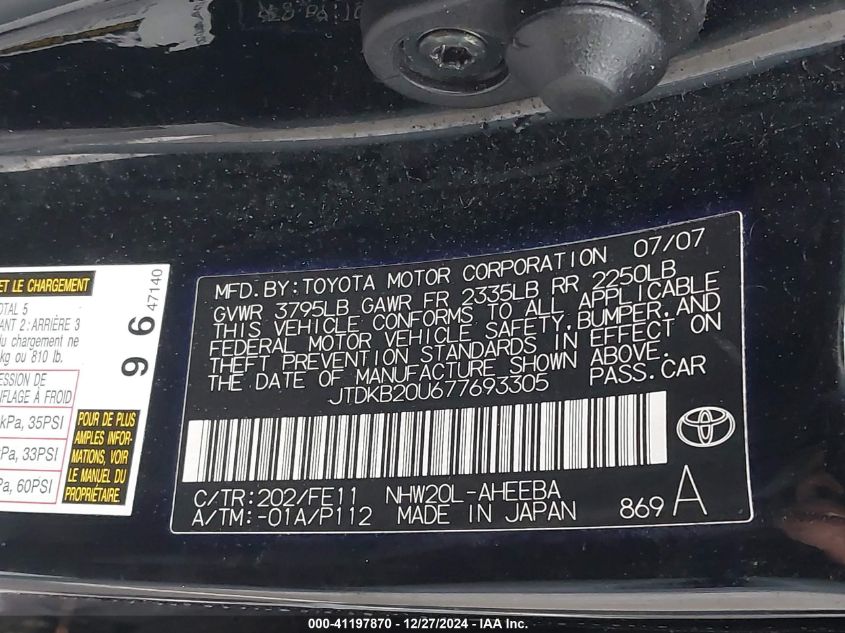 ET LE CHARGEMENT
TOTAL 5
ANT 2 : ARRIÈRE 3
du chargement ne
kg ou 810 lb.
ESSION DE
NFLAGE À FROID
kPa, 35PSI
kPa, 33PSI
Pa, 60PSI
POUR DE PLUS
AMPLES INFOR-
MATIONS, VOIR
LE MANUEL DU
PROPRIÉTAIRE.
96
47140
MFD. BY: TOYOTA MOTOR CORPORATION 07/07
GVWR 3795LB GAWR FR 2335LB RR 2250LB
THIS VEHICLE CONFORMS TO ALL APPLICABLE
FEDERAL MOTOR VEHICLE SAFETY, BUMPER, AND
THEFT PREVENTION STANDARDS IN EFFECT ON
THE DATE OF MANUFACTURE SHOWN ABOVE.
JTDKB20U677693305 PASS. CAR
C/TR: 202/FE11 NHW20L-AHEEBA
A/TM: -01A/P112 MADE IN JAPAN 869 A
000-41197870 - 12/27/2024 - IAA Inc.